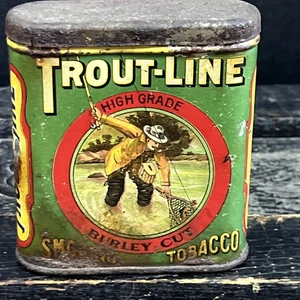 TROUT-LINE
HIGH GRADE
BURLEY CUT
TOBACCO